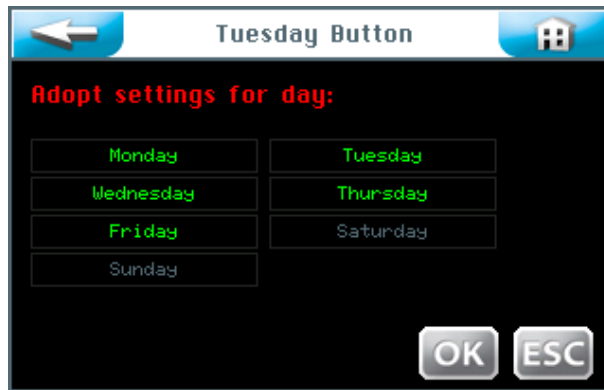 Tuesday Button
Adopt settings for day:
Monday Tuesday
Wednesday Thursday
Friday Saturday
Sunday
OK ESC